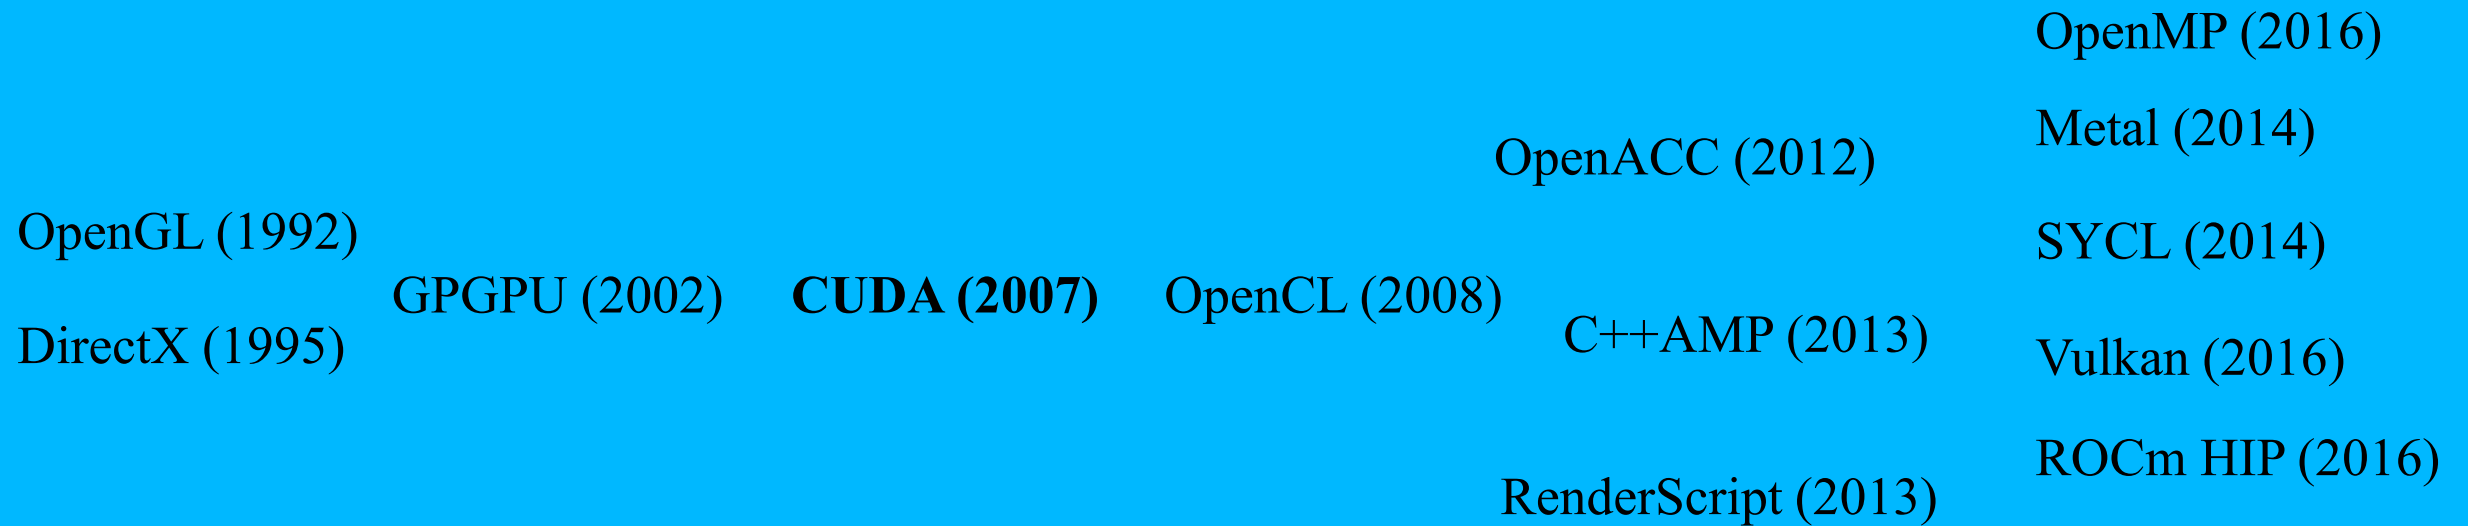 OpenGL (1992)
DirectX (1995)
GPGPU (2002)
CUDA (2007)
OpenCL (2008)
OpenACC (2012)
C++AMP (2013)
RenderScript (2013)
OpenMP (2016)
Metal (2014)
SYCL (2014)
Vulkan (2016)
ROCm HIP (2016)